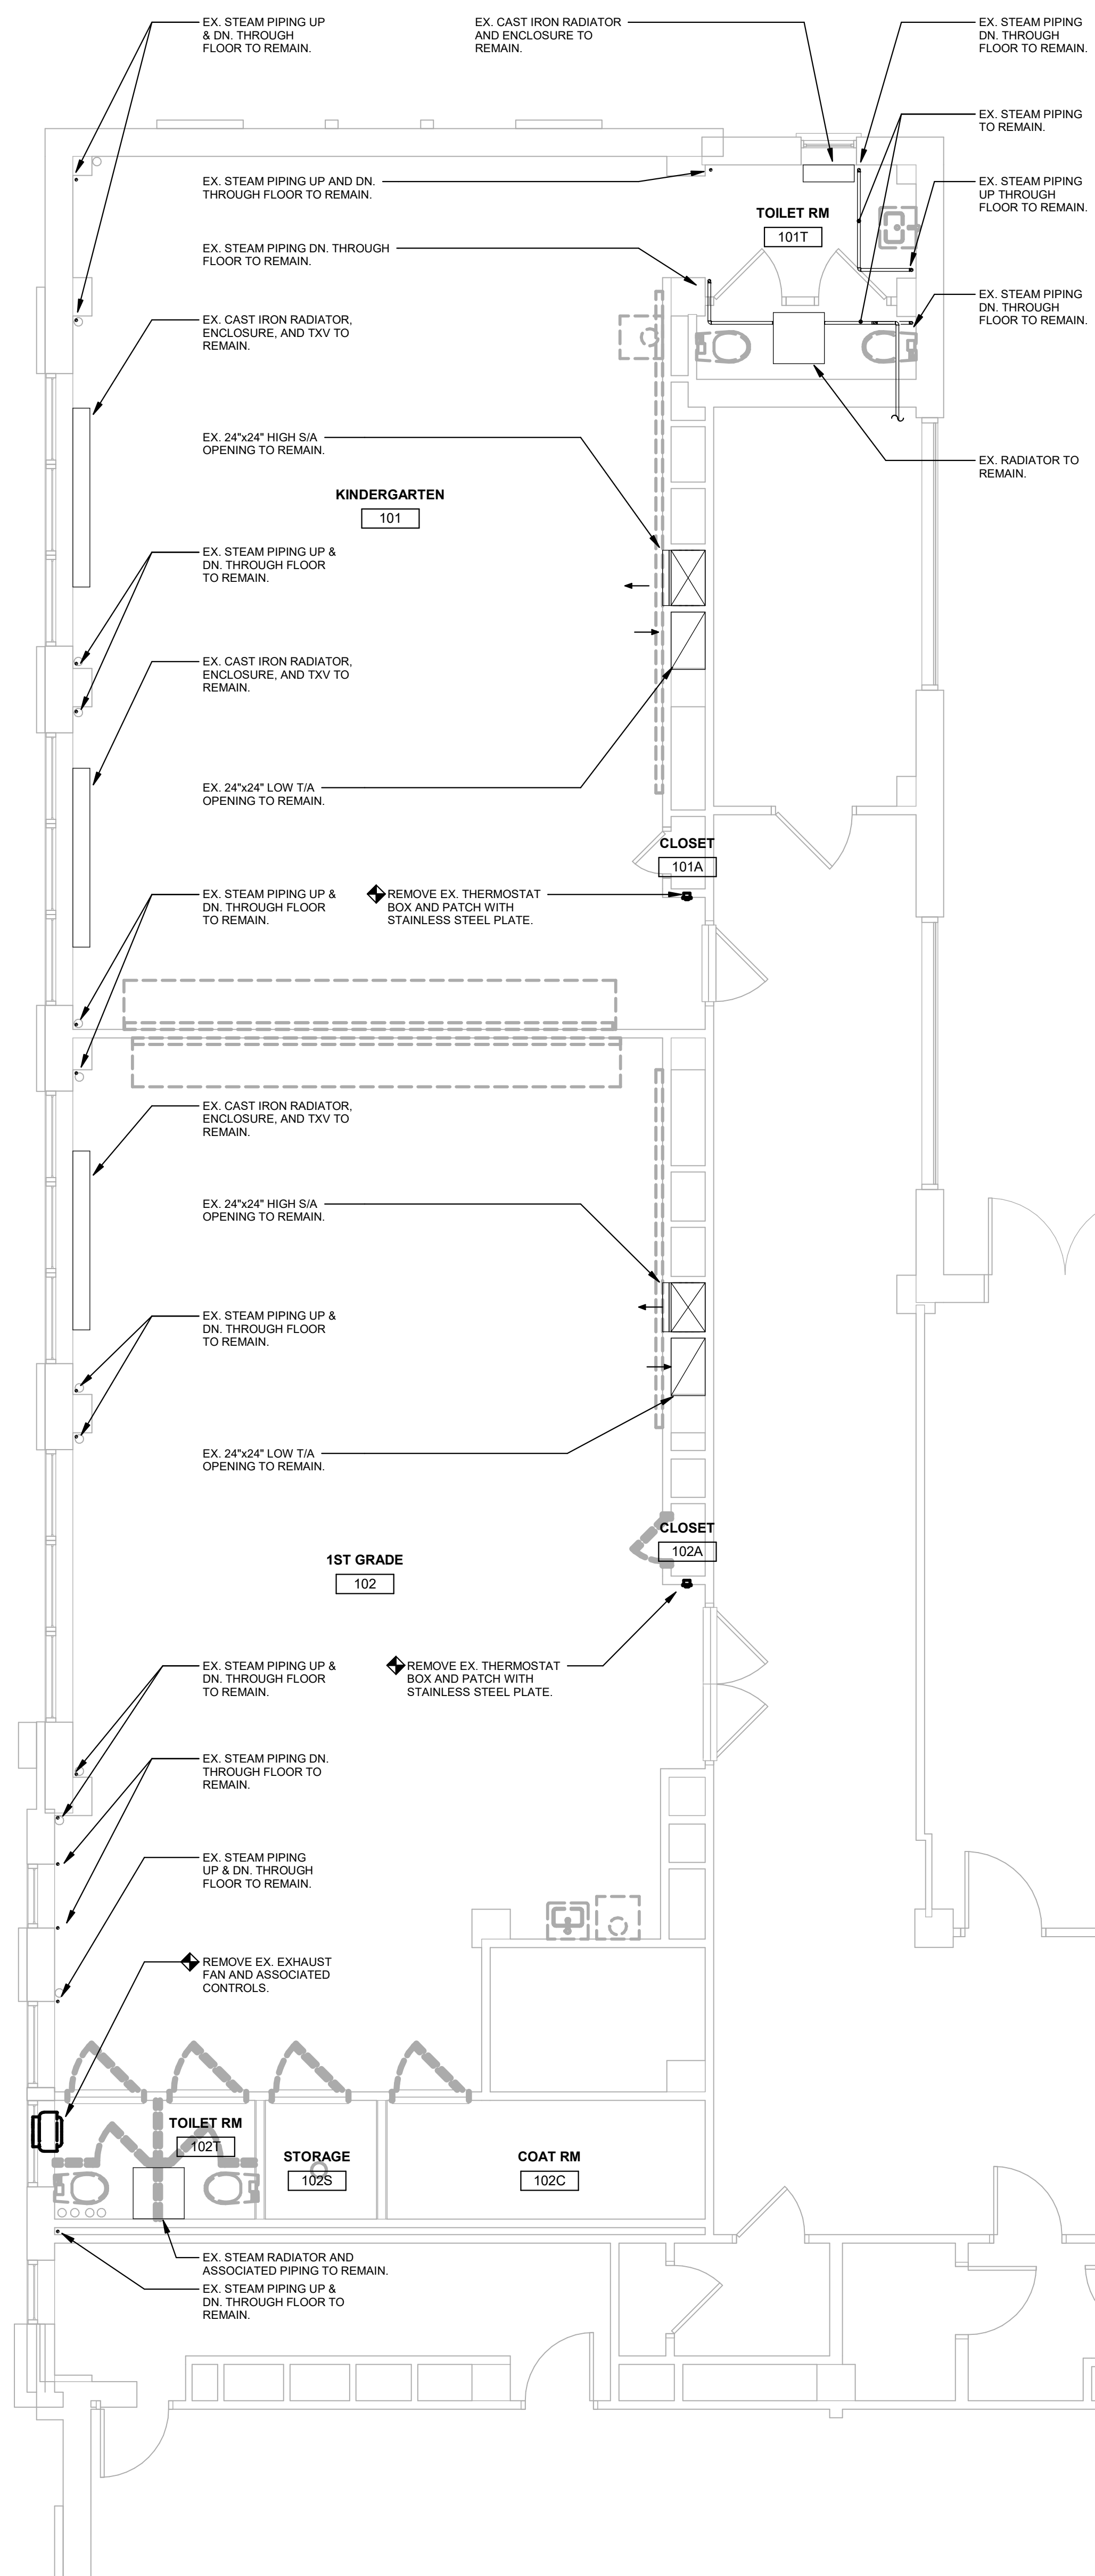 EX. STEAM PIPING UP
& DN. THROUGH
FLOOR TO REMAIN.
EX. CAST IRON RADIATOR
AND ENCLOSURE TO
REMAIN.
EX. STEAM PIPING
DN. THROUGH
FLOOR TO REMAIN.
EX. STEAM PIPING
TO REMAIN.
EX. STEAM PIPING UP AND DN.
THROUGH FLOOR TO REMAIN.
EX. STEAM PIPING
UP THROUGH
FLOOR TO REMAIN.
TOILET RM
101T
EX. STEAM PIPING DN. THROUGH
FLOOR TO REMAIN.
EX. STEAM PIPING
DN. THROUGH
FLOOR TO REMAIN.
EX. CAST IRON RADIATOR,
ENCLOSURE, AND TXV TO
REMAIN.
EX. 24"x24" HIGH S/A
OPENING TO REMAIN.
EX. RADIATOR TO
REMAIN.
KINDERGARTEN
101
EX. STEAM PIPING UP &
DN. THROUGH FLOOR
TO REMAIN.
EX. CAST IRON RADIATOR,
ENCLOSURE, AND TXV TO
REMAIN.
EX. 24"x24" LOW T/A
OPENING TO REMAIN.
CLOSET
101A
EX. STEAM PIPING UP &
DN. THROUGH FLOOR
TO REMAIN.
REMOVE EX. THERMOSTAT
BOX AND PATCH WITH
STAINLESS STEEL PLATE.
EX. CAST IRON RADIATOR,
ENCLOSURE, AND TXV TO
REMAIN.
EX. 24"x24" HIGH S/A
OPENING TO REMAIN.
EX. STEAM PIPING UP &
DN. THROUGH FLOOR
TO REMAIN.
EX. 24"x24" LOW T/A
OPENING TO REMAIN.
CLOSET
102A
1ST GRADE
102
EX. STEAM PIPING UP &
DN. THROUGH FLOOR
TO REMAIN.
REMOVE EX. THERMOSTAT
BOX AND PATCH WITH
STAINLESS STEEL PLATE.
EX. STEAM PIPING DN.
THROUGH FLOOR TO
REMAIN.
EX. STEAM PIPING
UP & DN. THROUGH
FLOOR TO REMAIN.
REMOVE EX. EXHAUST
FAN AND ASSOCIATED
CONTROLS.
TOILET RM
102T
STORAGE
102S
COAT RM
102C
EX. STEAM RADIATOR AND
ASSOCIATED PIPING TO REMAIN.
EX. STEAM PIPING UP &
DN. THROUGH FLOOR TO
REMAIN.